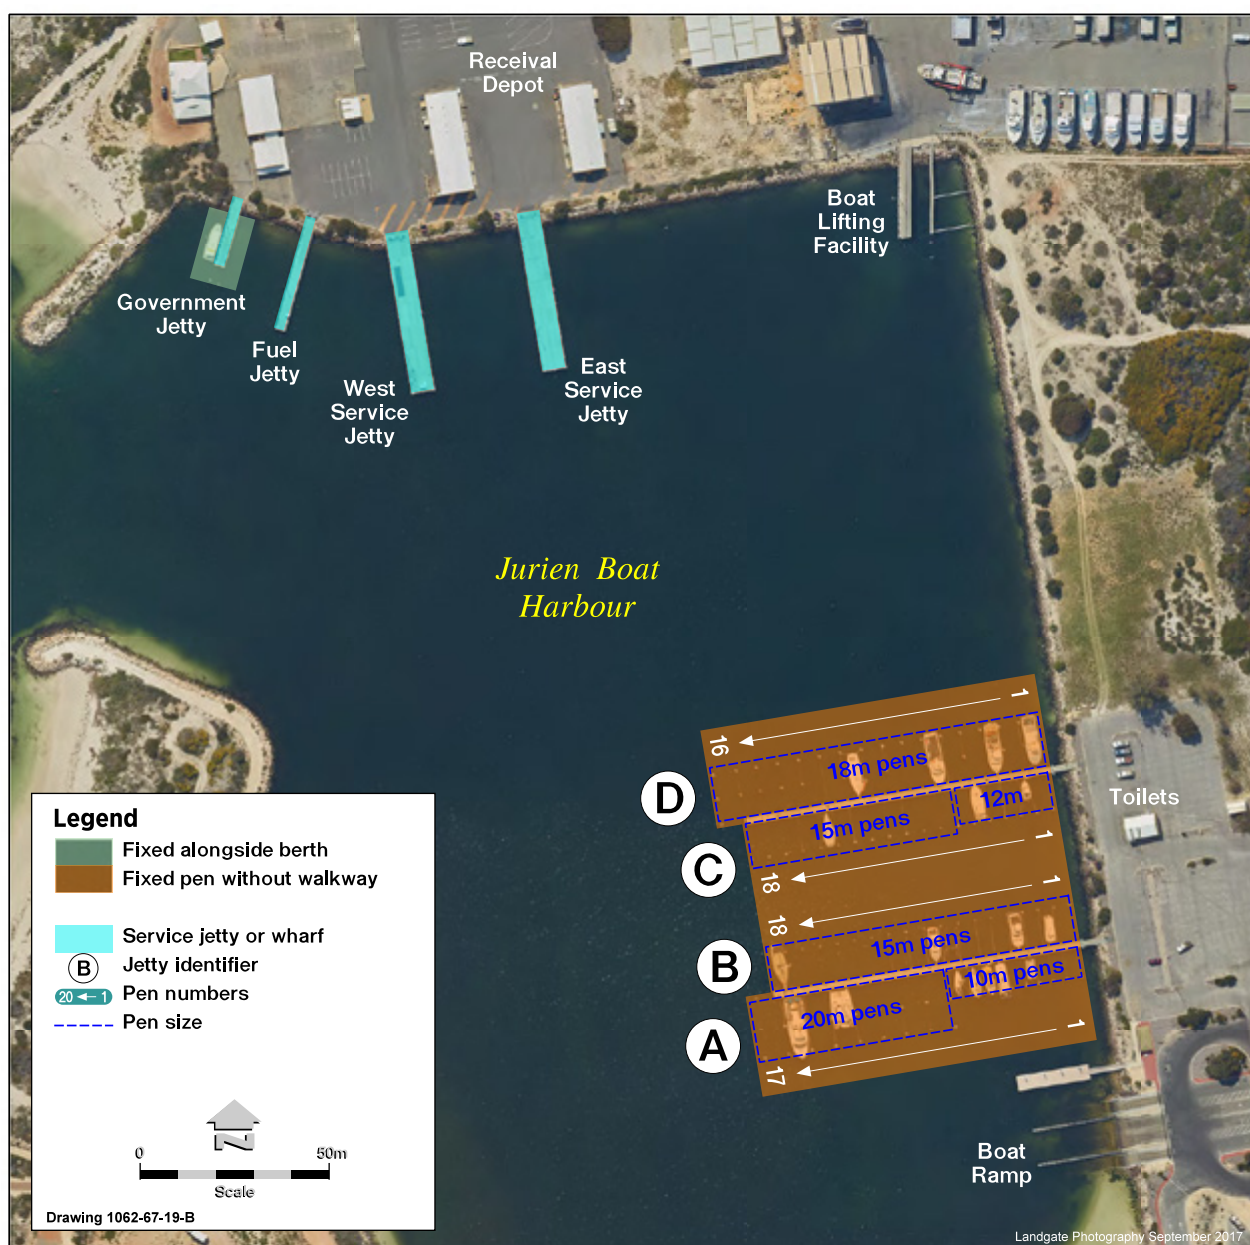 Receival
Depot
Boat
Lifting
Facility
Government
Jetty
Fuel
Jetty
West
Service
Jetty
East
Service
Jetty
Jurien Boat
Harbour
1
16
18m pens
D
12m
15m pens
Toilets
C
1
18
1
18
15m pens
B
10m pens
20m pens
A
1
17
Boat
Ramp
Legend
Fixed alongside berth
Fixed pen without walkway
Service jetty or wharf
B Jetty identifier
20 ← 1 Pen numbers
Pen size
N
0 50m
Scale
Drawing 1062-67-19-B
Landgate Photography September 2017